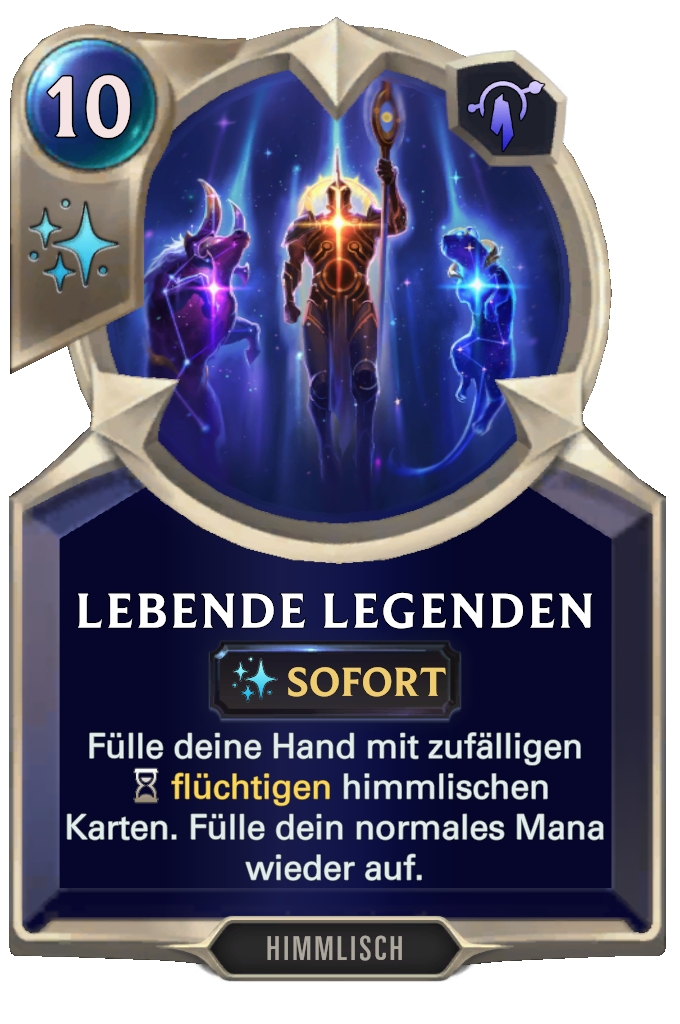 10
LEBENDE LEGENDEN
SOFORT
Fülle deine Hand mit zufälligen
flüchtigen himmlischen
Karten. Fülle dein normales Mana
wieder auf.
HIMMLISCH